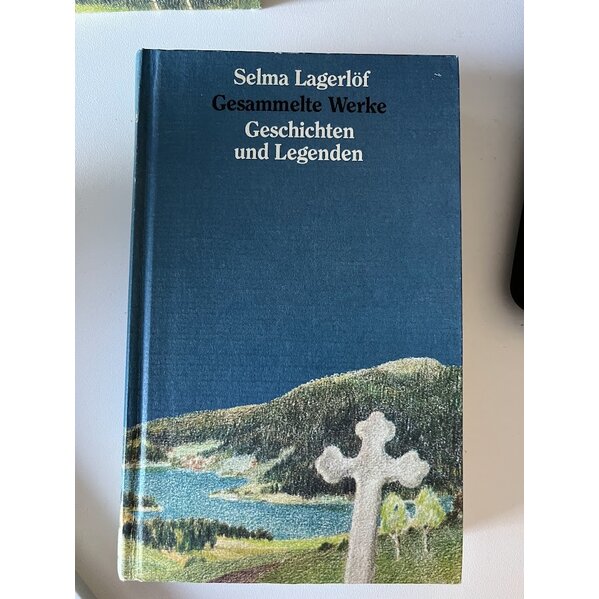 Selma Lagerlöf
Gesammelte Werke
Geschichten
und Legenden